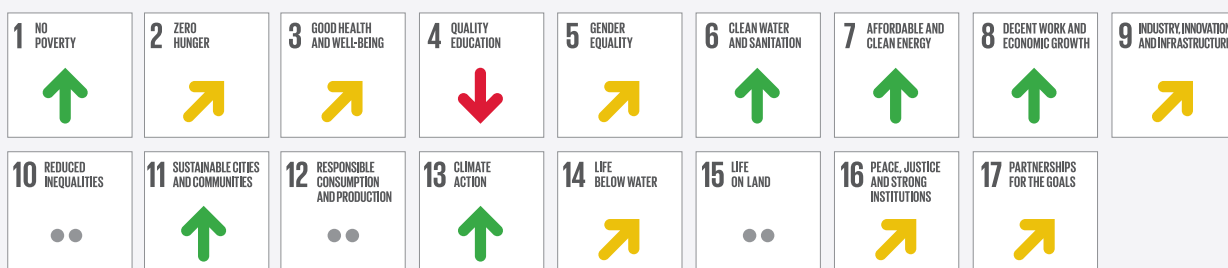 1 NO
POVERTY
2 ZERO
HUNGER
3 GOOD HEALTH
AND WELL-BEING
4 QUALITY
EDUCATION
5 GENDER
EQUALITY
6 CLEAN WATER
AND SANITATION
7 AFFORDABLE AND
CLEAN ENERGY
8 DECENT WORK AND
ECONOMIC GROWTH
9 INDUSTRY, INNOVATION
AND INFRASTRUCTURE
10 REDUCED
INEQUALITIES
11 SUSTAINABLE CITIES
AND COMMUNITIES
12 RESPONSIBLE
CONSUMPTION
AND PRODUCTION
13 CLIMATE
ACTION
14 LIFE
BELOW WATER
15 LIFE
ON LAND
16 PEACE, JUSTICE
AND STRONG
INSTITUTIONS
17 PARTNERSHIPS
FOR THE GOALS